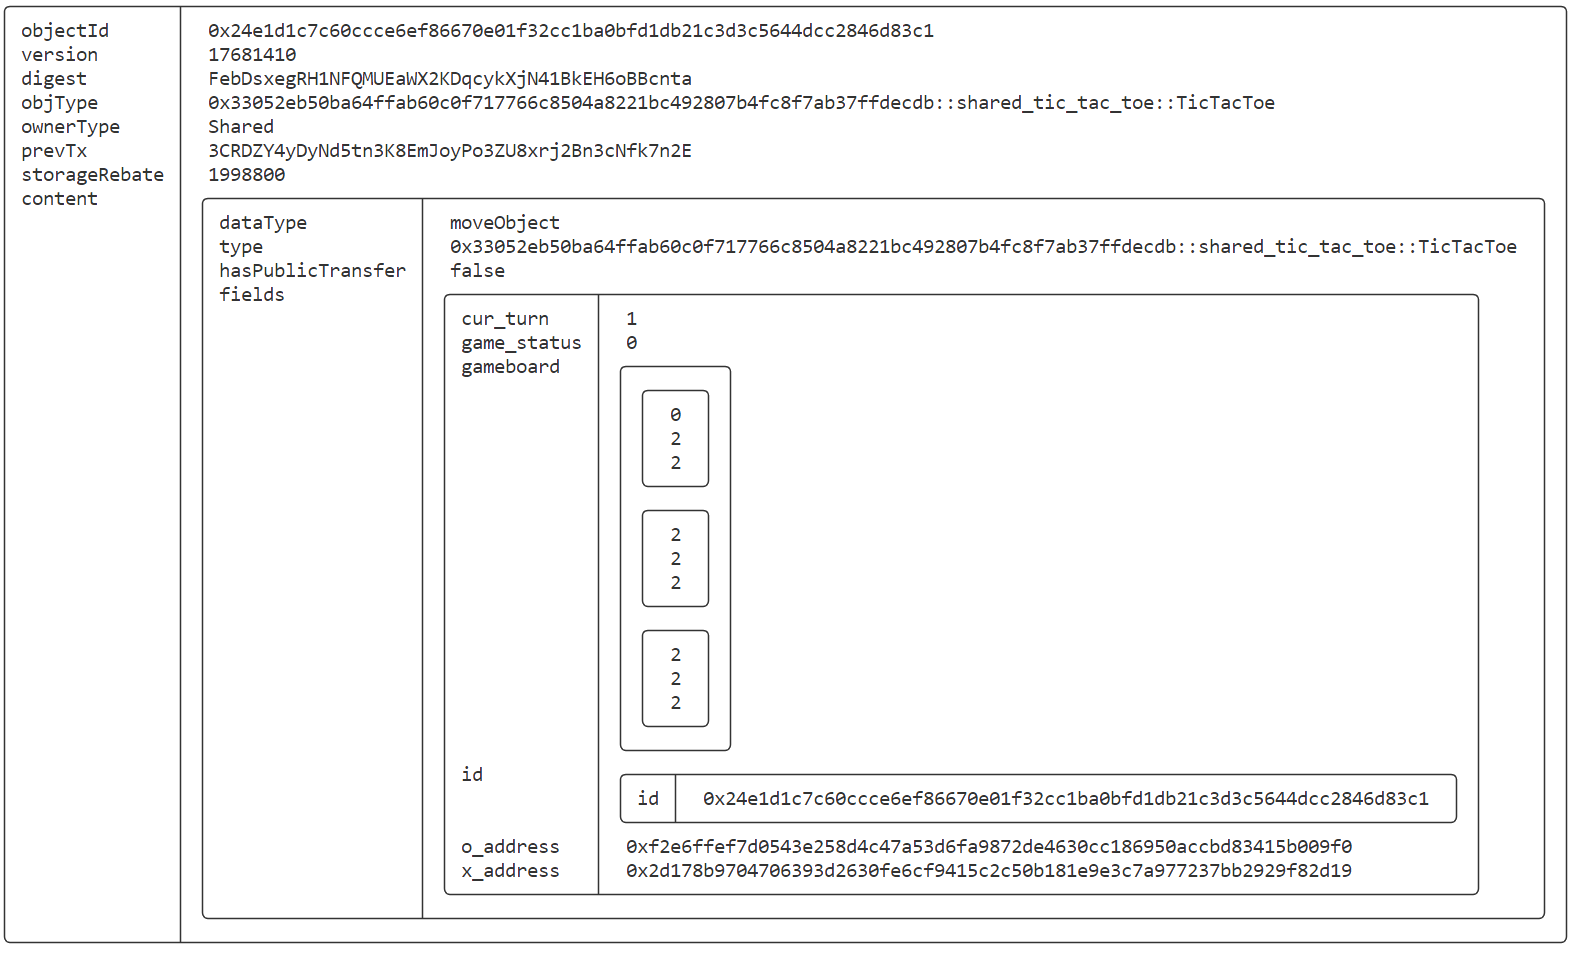 objectId 0x24e1d1c7c60ccce6ef86670e01f32cc1ba0bfd1db21c3d3c5644dcc2846d83c1
version 17681410
digest FebDsxegRH1NFQMUEaWX2KDqcykXjN41BkEH6oBBcnta
objType 0x33052eb50ba64ffab60c0f717766c8504a8221bc492807b4fc8f7ab37ffdecdb::shared_tic_tac_toe::TicTacToe
ownerType Shared
prevTx 3CRDZY4yDyNd5tn3K8EmJoyPo3ZU8xrj2Bn3cNfk7n2E
storageRebate 1998800
content
dataType moveObject
type 0x33052eb50ba64ffab60c0f717766c8504a8221bc492807b4fc8f7ab37ffdecdb::shared_tic_tac_toe::TicTacToe
hasPublicTransfer false
fields
cur_turn 1
game_status 0
gameboard
0
2
2
2
2
2
2
2
2
id
id 0x24e1d1c7c60ccce6ef86670e01f32cc1ba0bfd1db21c3d3c5644dcc2846d83c1
o_address 0xf2e6ffef7d0543e258d4c47a53d6fa9872de4630cc186950accbd83415b009f0
x_address 0x2d178b9704706393d2630fe6cf9415c2c50b181e9e3c7a977237bb2929f82d19